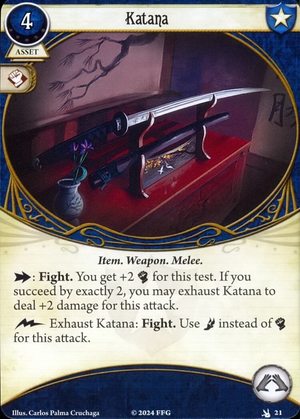 Katana
4
ASSET
Item. Weapon. Melee.
: Fight. You get +2 for this test. If you
succeed by exactly 2, you may exhaust Katana to
deal +2 damage for this attack.
Exhaust Katana: Fight. Use instead of
for this attack.
Illus. Carlos Palma Cruchaga
© 2024 FFG
21